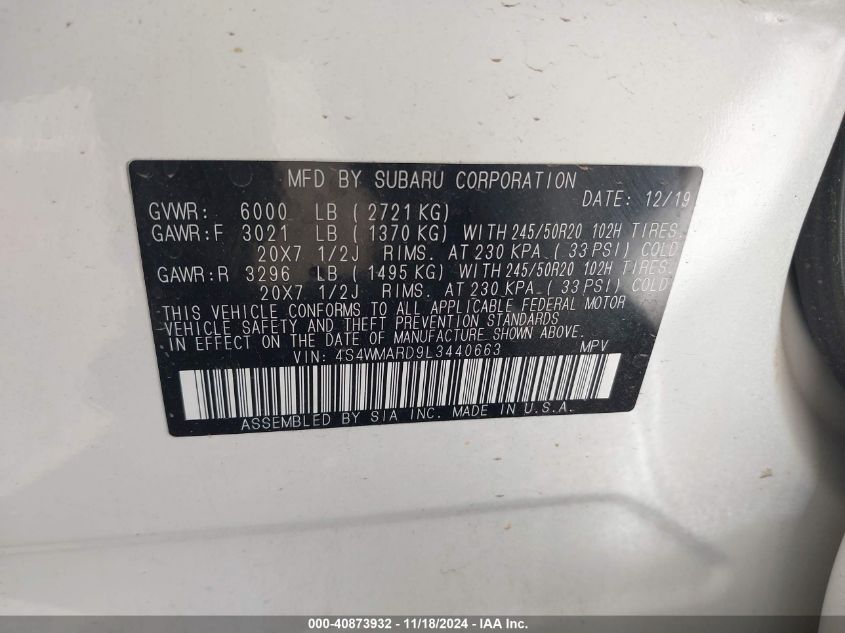 MFD BY SUBARU CORPORATION
DATE: 12/19
GVWR: 6000 LB ( 2721 KG)
GAWR:F 3021 LB ( 1370 KG) WITH 245/50R20 102H TIRES,
20X7 1/2J RIMS, AT 230 KPA ( 33 PSI) COLD
GAWR:R 3296 LB ( 1495 KG) WITH 245/50R20 102H TIRES,
20X7 1/2J RIMS, AT 230 KPA ( 33 PSI) COLD
THIS VEHICLE CONFORMS TO ALL APPLICABLE FEDERAL MOTOR
VEHICLE SAFETY AND THEFT PREVENTION STANDARDS
IN EFFECT ON THE DATE OF MANUFACTURE SHOWN ABOVE.
VIN: 4S4WMARD9L3440663 MPV
ASSEMBLED BY SIA INC. MADE IN U.S.A.
000-40873932 - 11/18/2024 - IAA Inc.